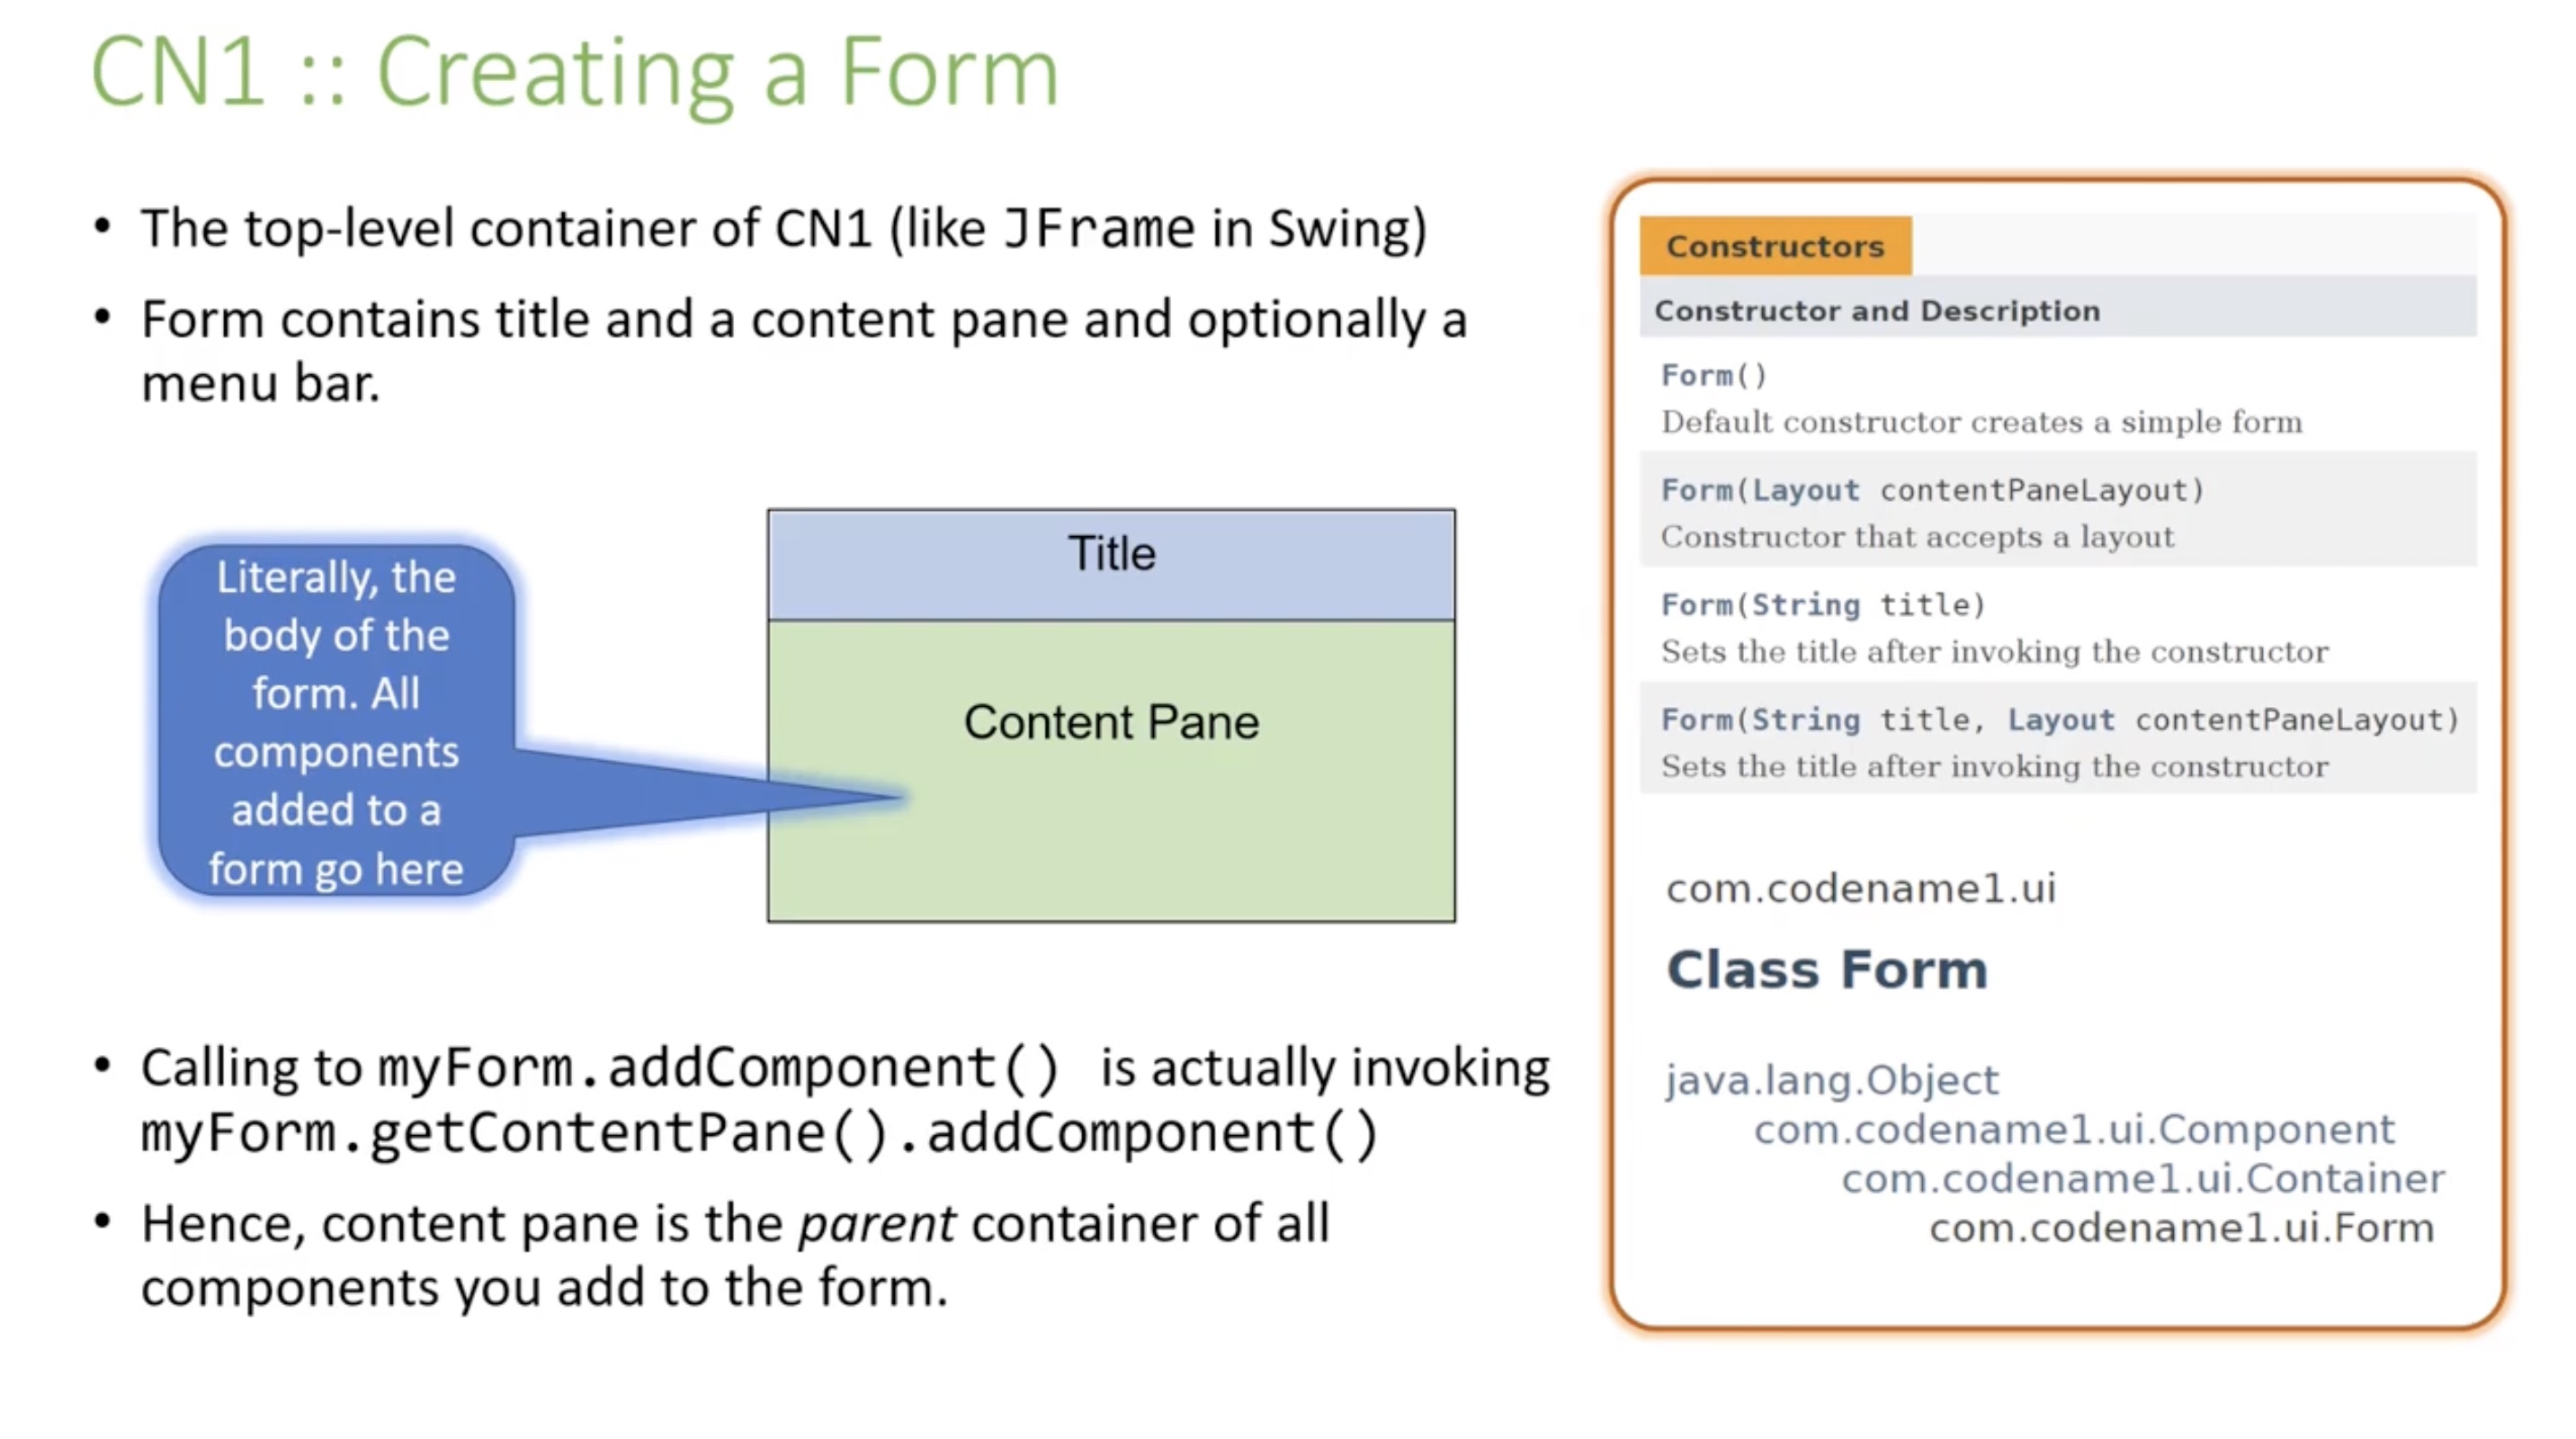 CN1 :: Creating a Form
• The top-level container of CN1 (like JFrame in Swing)
• Form contains title and a content pane and optionally a
menu bar.
Literally, the
body of the
form. All
components
added to a
form go here
Title
Content Pane
• Calling to myForm.addComponent() is actually invoking
myForm.getContentPane().addComponent()
• Hence, content pane is the parent container of all
components you add to the form.
Constructors
Constructor and Description
Form()
Default constructor creates a simple form
Form(Layout contentPaneLayout)
Constructor that accepts a layout
Form(String title)
Sets the title after invoking the constructor
Form(String title, Layout contentPaneLayout)
Sets the title after invoking the constructor
com.codename1.ui
Class Form
java.lang.Object
com.codename1.ui.Component
com.codename1.ui.Container
com.codename1.ui.Form